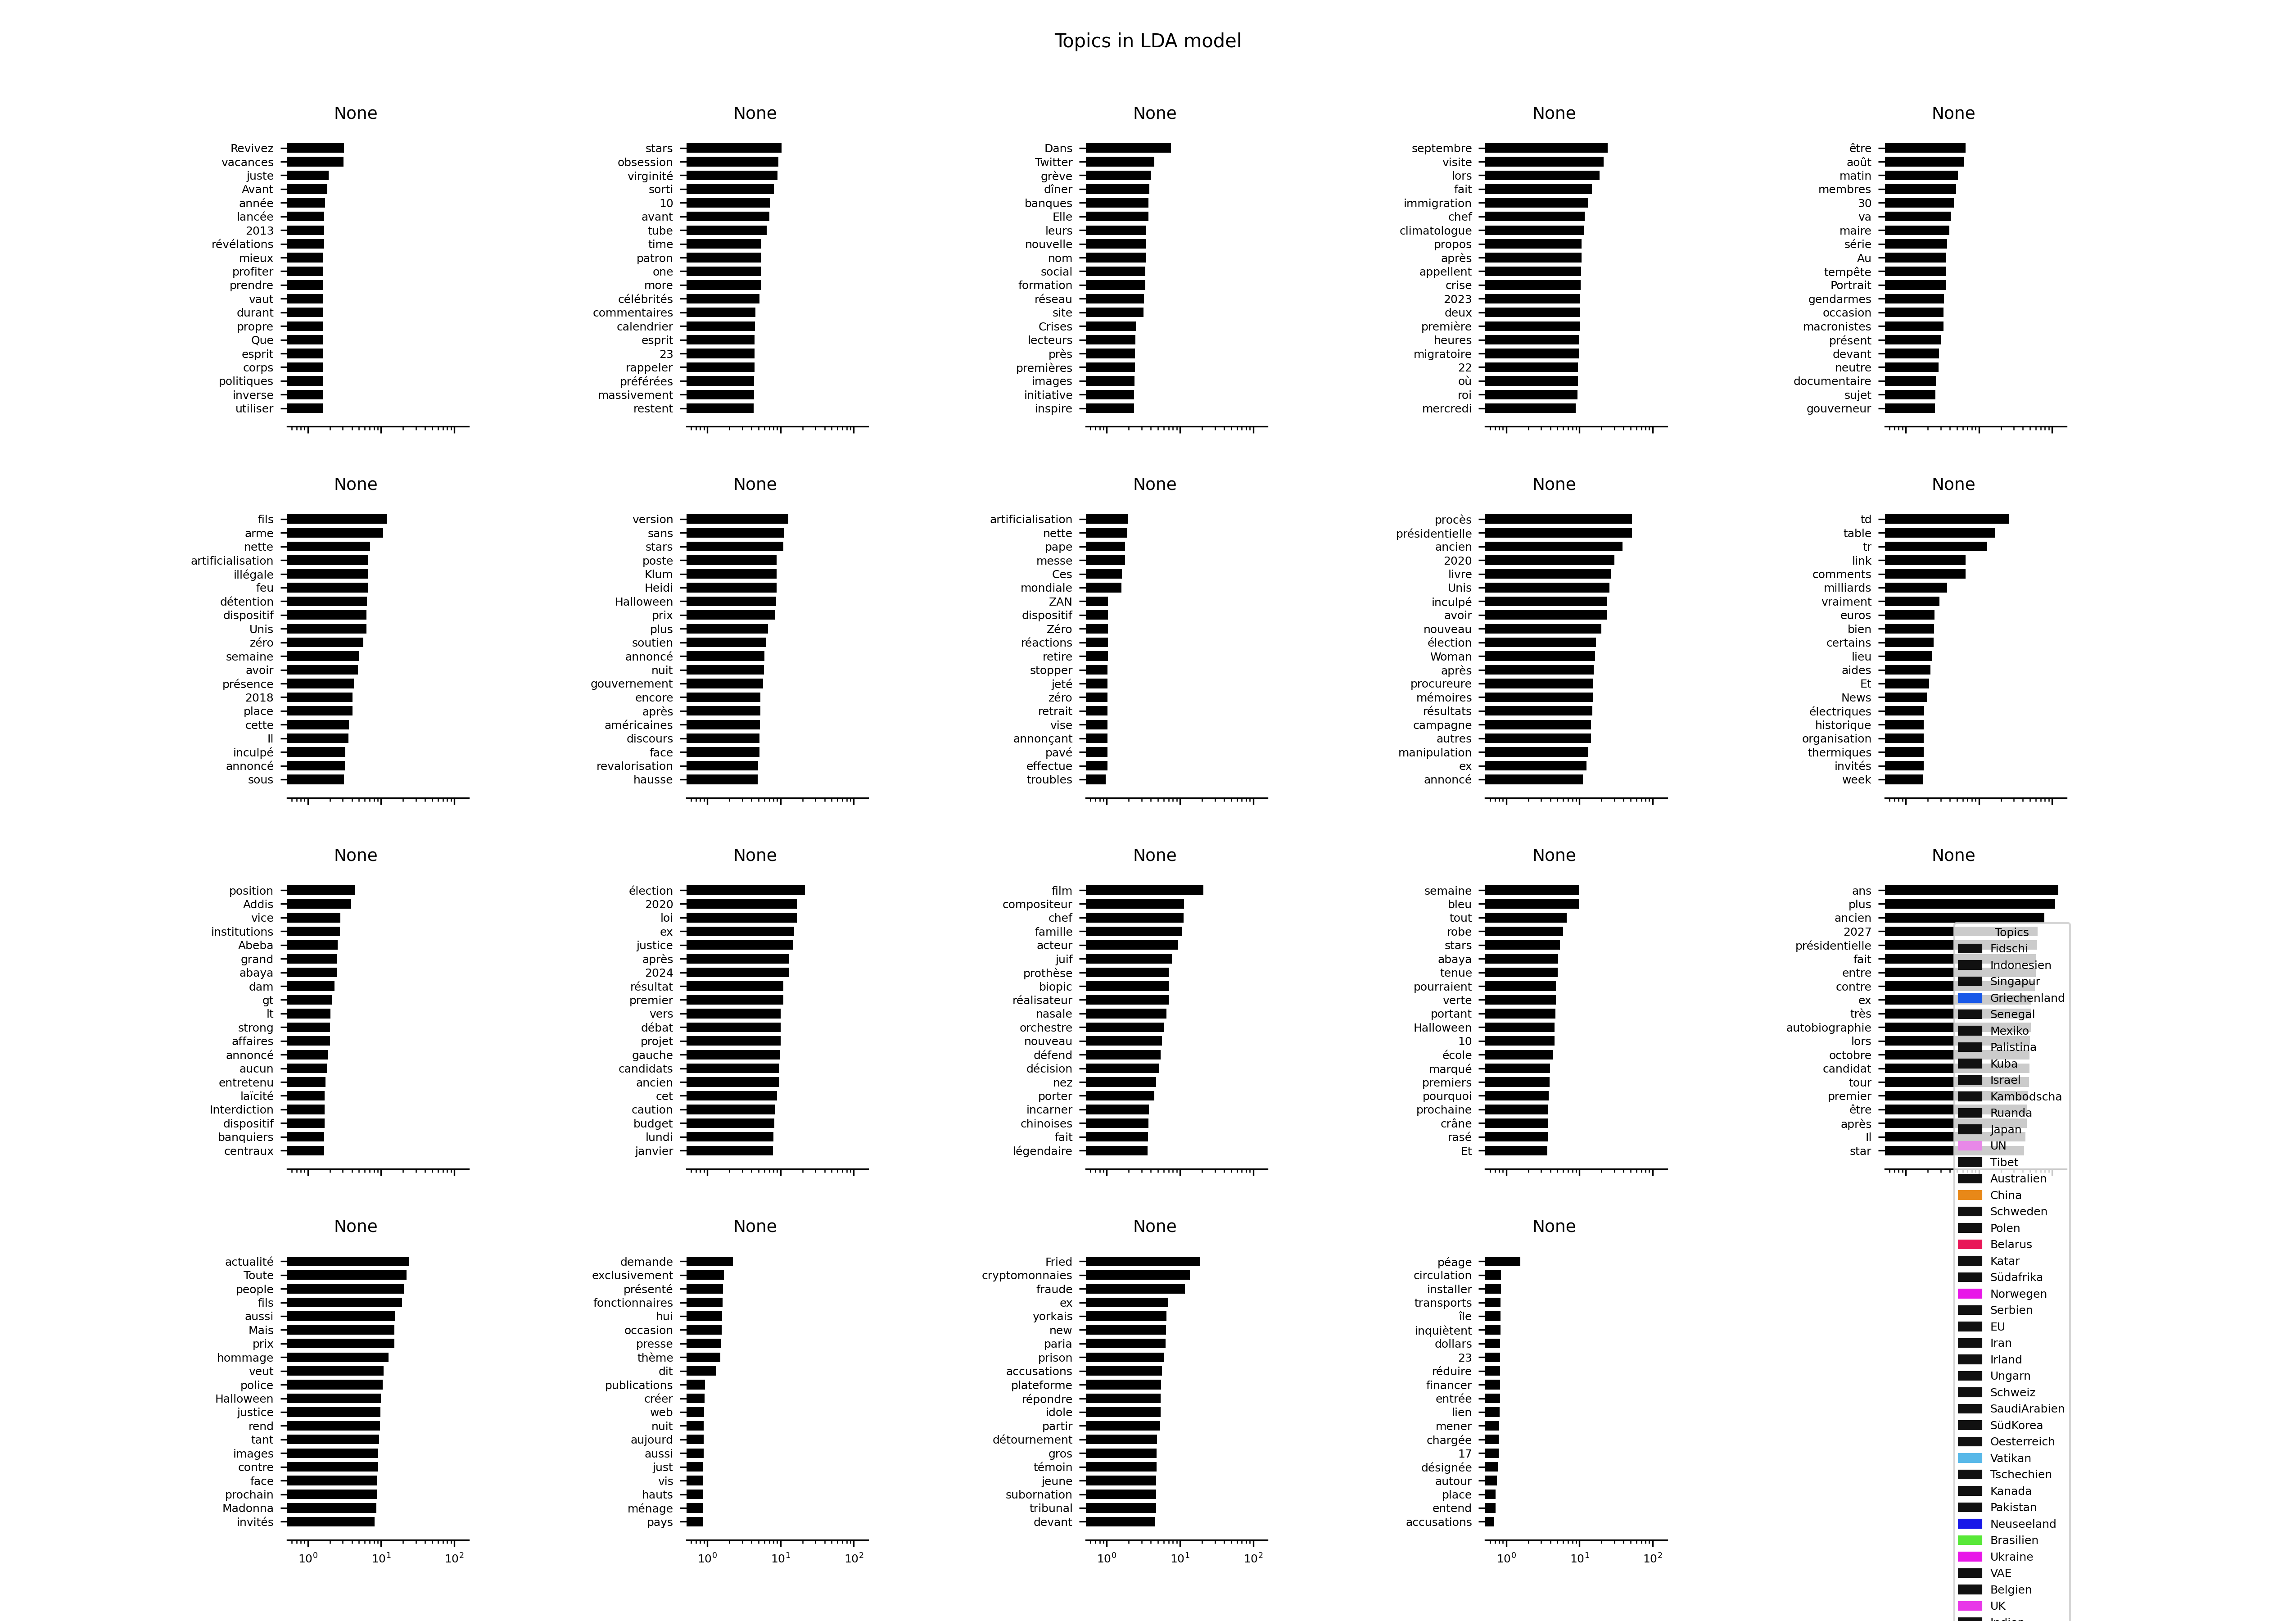 Topics in LDA model
None
Revivez
vacances
juste
Avant
année
lancée
2013
révélations
mieux
profiter
prendre
vaut
durant
propre
Que
esprit
corps
politiques
inverse
utiliser
None
stars
obsession
virginité
sorti
10
avant
tube
time
patron
one
more
célébrités
commentaires
calendrier
esprit
23
rappeler
préférées
massivement
restent
None
Dans
Twitter
grève
dîner
banques
Elle
leurs
nouvelle
nom
social
formation
réseau
site
Crises
lecteurs
près
premières
images
initiative
inspire
None
septembre
visite
lors
fait
immigration
chef
climatologue
propos
après
appellent
crise
2023
deux
première
heures
migratoire
22
où
roi
mercredi
None
être
août
matin
membres
30
va
maire
série
Au
tempête
Portrait
gendarmes
occasion
macronistes
présent
devant
neutre
documentaire
sujet
gouverneur
None
fils
arme
nette
artificialisation
illégale
feu
détention
dispositif
Unis
zéro
semaine
avoir
présence
2018
place
cette
Il
inculpé
annoncé
sous
None
version
sans
stars
poste
Klum
Heidi
Halloween
prix
plus
soutien
annoncé
nuit
gouvernement
encore
après
américaines
discours
face
revalorisation
hausse
None
artificialisation
nette
pape
messe
Ces
mondiale
ZAN
dispositif
Zéro
réactions
retire
stopper
jeté
zéro
retrait
vise
annonçant
pavé
effectue
troubles
None
procès
présidentielle
ancien
2020
livre
Unis
inculpé
avoir
nouveau
élection
Woman
après
procureure
mémoires
résultats
campagne
autres
manipulation
ex
annoncé
None
td
table
tr
link
comments
milliards
vraiment
euros
bien
certains
lieu
aides
Et
News
électriques
historique
organisation
thermiques
invités
week
None
position
Addis
vice
institutions
Abeba
grand
abaya
dam
gt
lt
strong
affaires
annoncé
aucun
entretenu
laïcité
Interdiction
dispositif
banquiers
centraux
None
élection
2020
loi
ex
justice
après
2024
résultat
premier
vers
débat
projet
gauche
candidats
ancien
cet
caution
budget
lundi
janvier
None
film
compositeur
chef
famille
acteur
juif
prothèse
biopic
réalisateur
nasale
orchestre
nouveau
défend
décision
nez
porter
incarner
chinoises
fait
légendaire
None
semaine
bleu
tout
robe
stars
abaya
tenue
pourraient
verte
portant
Halloween
10
école
marqué
premiers
pourquoi
prochaine
crâne
rasé
Et
None
ans
plus
ancien
2027
présidentielle
fait
entre
contre
ex
très
autobiographie
lors
octobre
candidat
tour
premier
être
après
Il
star
None
actualité
Toute
people
fils
aussi
Mais
prix
hommage
veut
police
Halloween
justice
rend
tant
images
contre
face
prochain
Madonna
invités
10⁰ 10¹ 10²
None
demande
exclusivement
présenté
fonctionnaires
hui
occasion
presse
thème
dit
publications
créer
web
nuit
aujourd
aussi
just
vis
hauts
ménage
pays
10⁰ 10¹ 10²
None
Fried
cryptomonnaies
fraude
ex
yorkais
new
paria
prison
accusations
plateforme
répondre
idole
partir
détournement
gros
témoin
jeune
subornation
tribunal
devant
10⁰ 10¹ 10²
None
péage
circulation
installer
transports
île
inquiètent
dollars
23
réduire
financer
entrée
lien
mener
chargée
17
désignée
autour
place
entend
accusations
10⁰ 10¹ 10²
Topics
Fidschi
Indonesien
Singapur
Griechenland
Senegal
Mexiko
Palistina
Kuba
Israel
Kambodscha
Ruanda
Japan
UN
Tibet
Australien
China
Schweden
Polen
Belarus
Katar
Südafrika
Norwegen
Serbien
EU
Iran
Irland
Ungarn
Schweiz
SaudiArabien
SüdKorea
Oesterreich
Vatikan
Tschechien
Kanada
Pakistan
Neuseeland
Brasilien
Ukraine
VAE
Belgien
UK